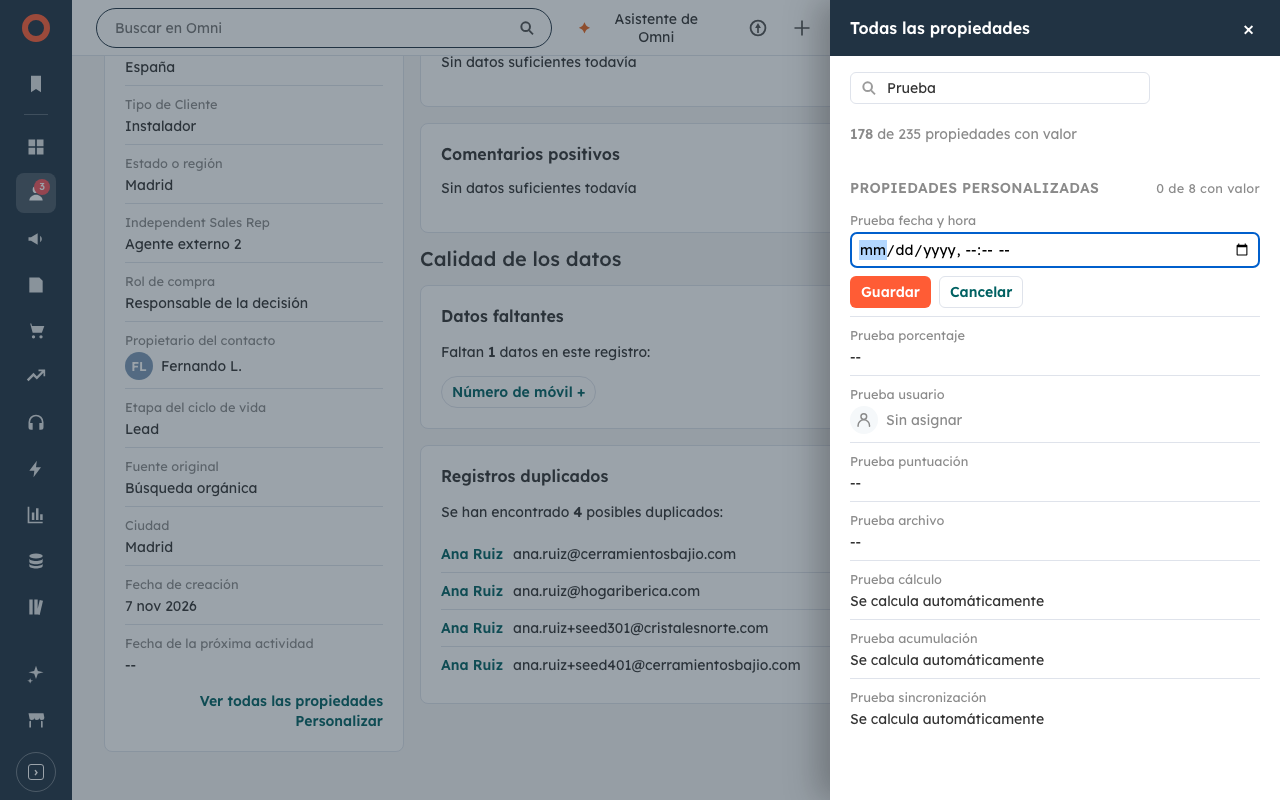 Buscar en Omni
Asistente de
Omni
3
España
Tipo de Cliente
Instalador
Estado o región
Madrid
Independent Sales Rep
Agente externo 2
Rol de compra
Responsable de la decisión
Propietario del contacto
FL Fernando L.
Etapa del ciclo de vida
Lead
Fuente original
Búsqueda orgánica
Ciudad
Madrid
Fecha de creación
7 nov 2026
Fecha de la próxima actividad
--
Ver todas las propiedades
Personalizar
Sin datos suficientes todavía
Comentarios positivos
Sin datos suficientes todavía
Calidad de los datos
Datos faltantes
Faltan 1 datos en este registro:
Número de móvil +
Registros duplicados
Se han encontrado 4 posibles duplicados:
Ana Ruiz ana.ruiz@cerramientosbajio.com
Ana Ruiz ana.ruiz@hogariberica.com
Ana Ruiz ana.ruiz+seed301@cristalesnorte.com
Ana Ruiz ana.ruiz+seed401@cerramientosbajio.com
Todas las propiedades
Prueba
178 de 235 propiedades con valor
PROPIEDADES PERSONALIZADAS 0 de 8 con valor
Prueba fecha y hora
mm/dd/yyyy, --:-- --
Guardar Cancelar
Prueba porcentaje
--
Prueba usuario
Sin asignar
Prueba puntuación
--
Prueba archivo
--
Prueba cálculo
Se calcula automáticamente
Prueba acumulación
Se calcula automáticamente
Prueba sincronización
Se calcula automáticamente